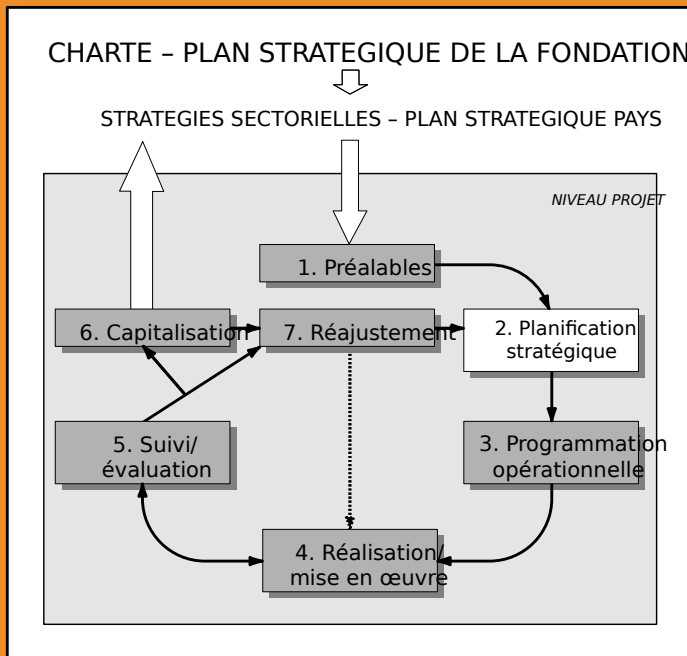 CHARTE – PLAN STRATEGIQUE DE LA FONDATION
STRATEGIES SECTORIELLES – PLAN STRATEGIQUE PAYS
NIVEAU PROJET
1. Préalables
6. Capitalisation
7. Réajustement
2. Planification
stratégique
5. Suivi/
évaluation
3. Programmation
opérationnelle
4. Réalisation/
mise en œuvre